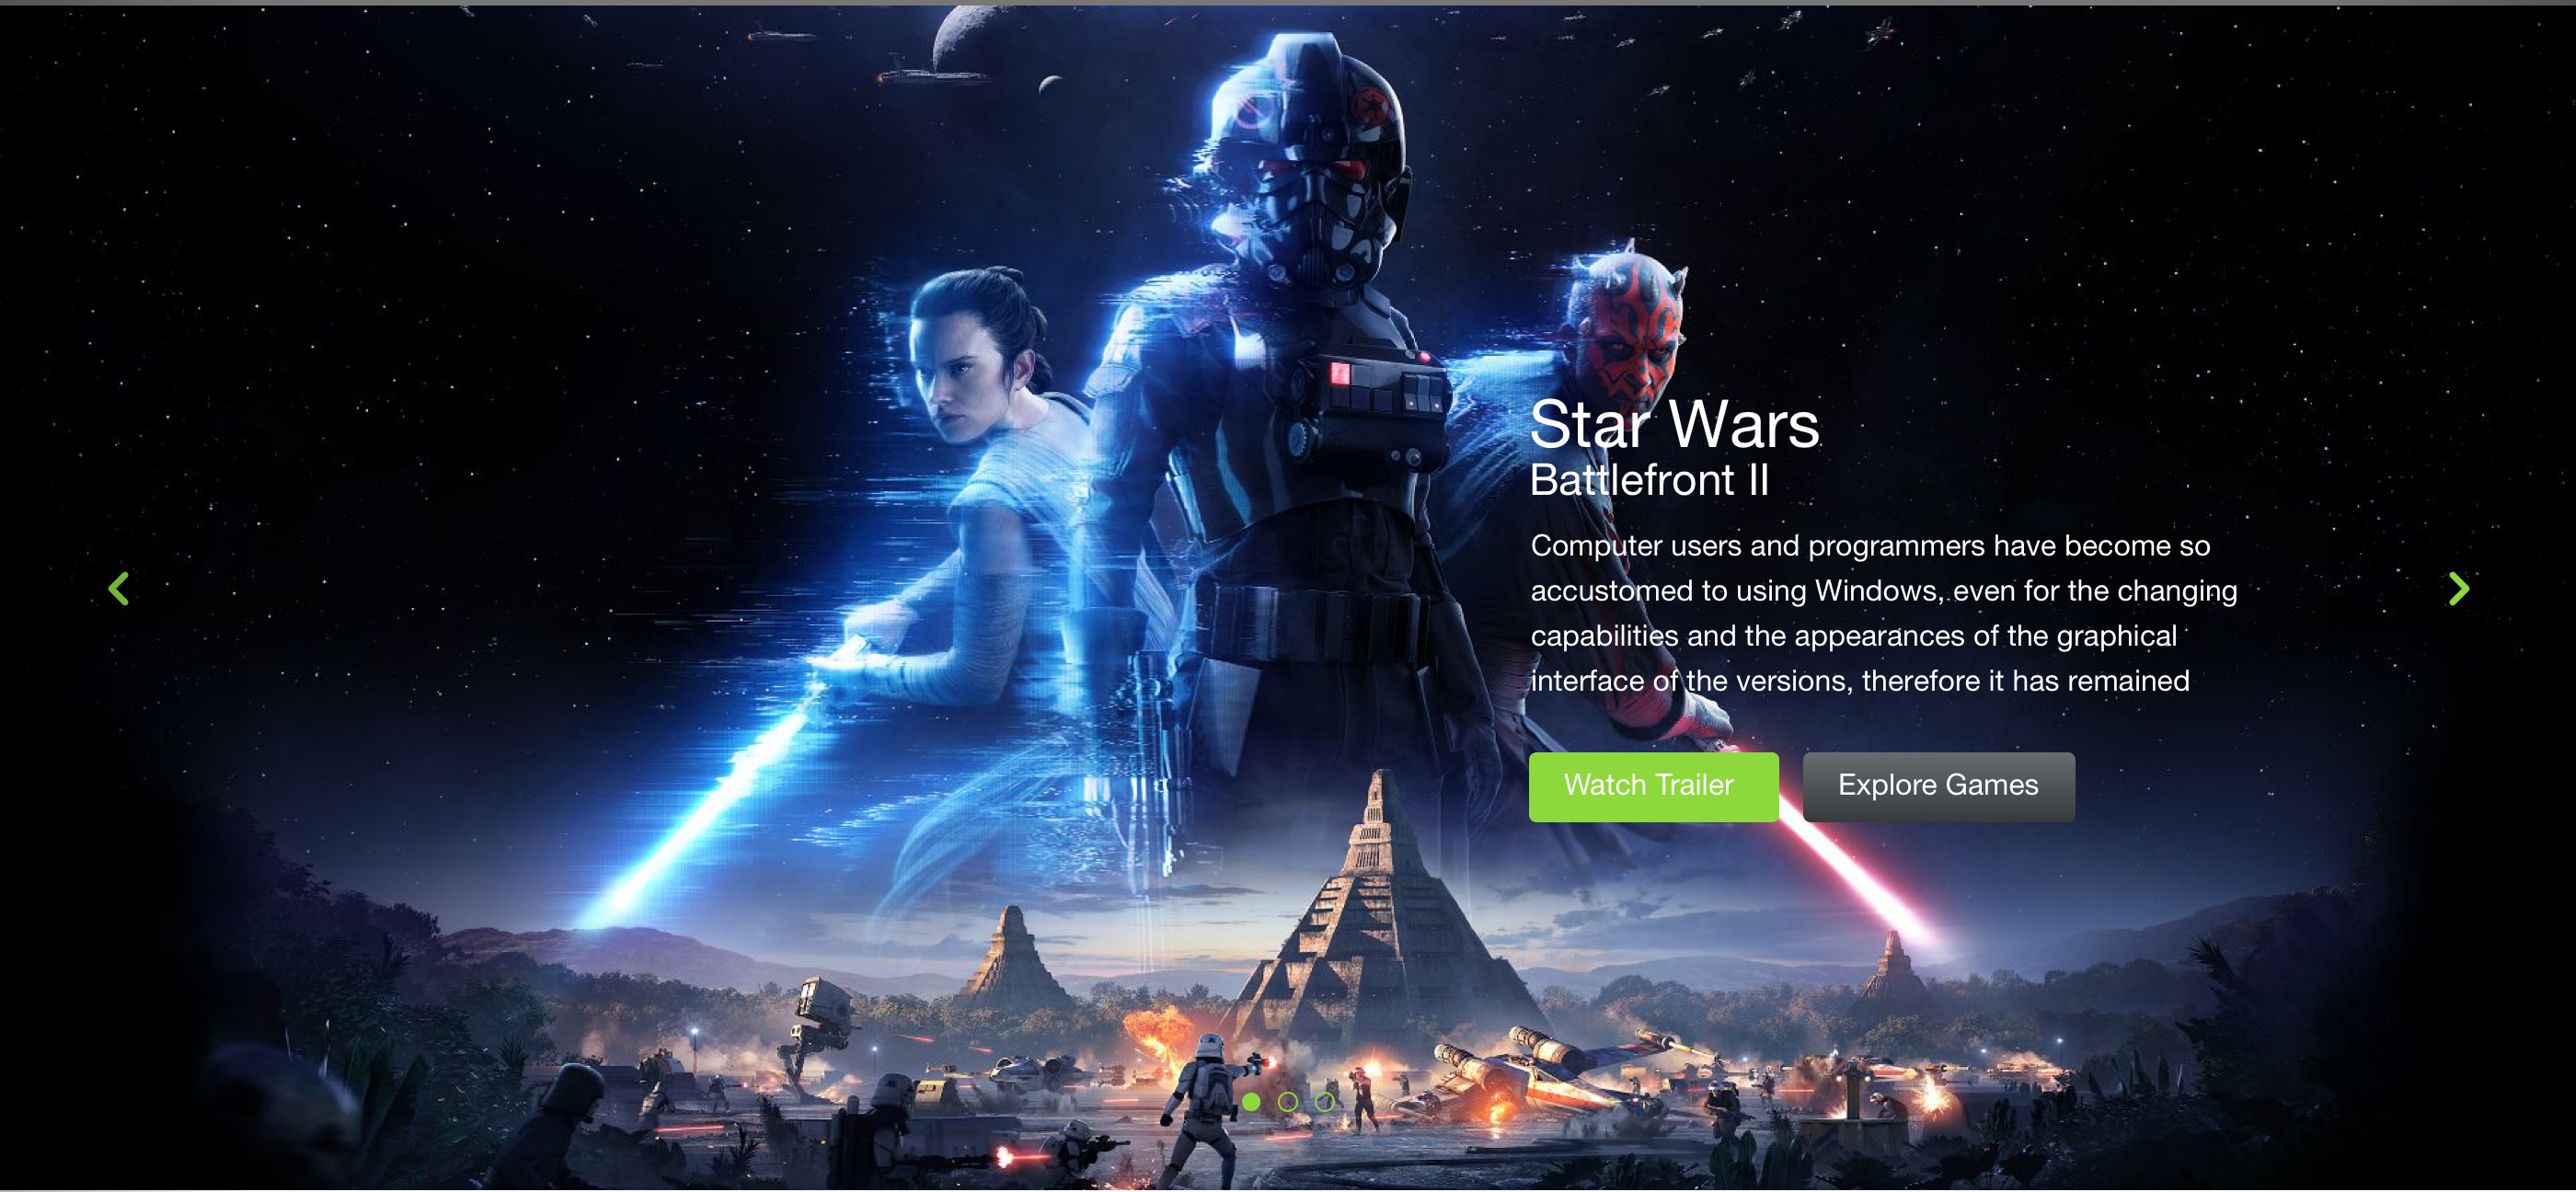 Star Wars
Battlefront II
Computer users and programmers have become so
accustomed to using Windows, even for the changing
capabilities and the appearances of the graphical
interface of the versions, therefore it has remained
Watch Trailer
Explore Games